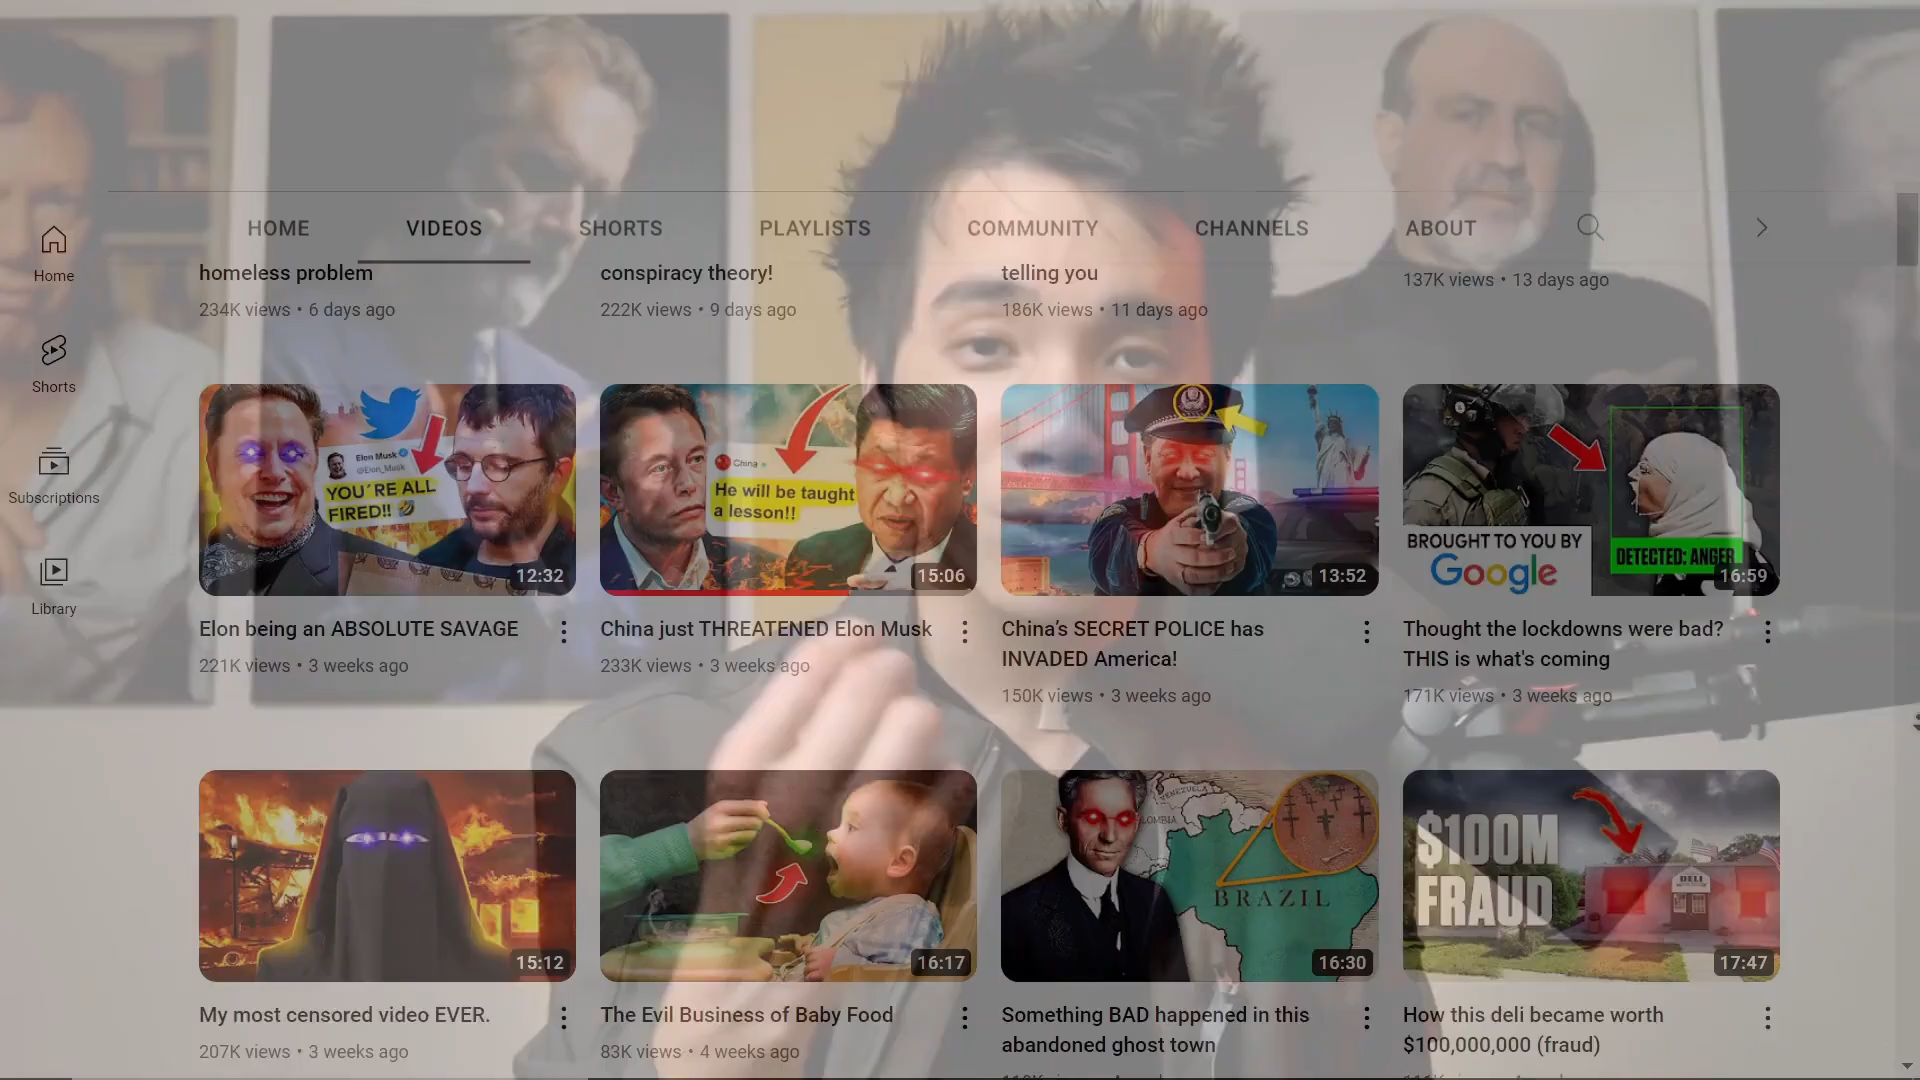 HOME VIDEOS SHORTS PLAYLISTS COMMUNITY CHANNELS ABOUT
Home
Shorts
Subscriptions
Library
homeless problem
234K views • 6 days ago
conspiracy theory!
222K views • 9 days ago
telling you
186K views • 11 days ago
137K views • 13 days ago
Elon Musk
@Elon_Musk
YOU´RE ALL
FIRED!!
12:32
Elon being an ABSOLUTE SAVAGE
221K views • 3 weeks ago
China
He will be taught
a lesson!!
15:06
China just THREATENED Elon Musk
233K views • 3 weeks ago
13:52
China’s SECRET POLICE has
INVADED America!
150K views • 3 weeks ago
BROUGHT TO YOU BY
Google
DETECTED: ANGER
16:59
Thought the lockdowns were bad?
THIS is what's coming
171K views • 3 weeks ago
15:12
My most censored video EVER.
207K views • 3 weeks ago
16:17
The Evil Business of Baby Food
83K views • 4 weeks ago
VENEZUELA
LOMBIA
BRAZIL
16:30
Something BAD happened in this
abandoned ghost town
$100M
FRAUD
DELI
17:47
How this deli became worth
$100,000,000 (fraud)